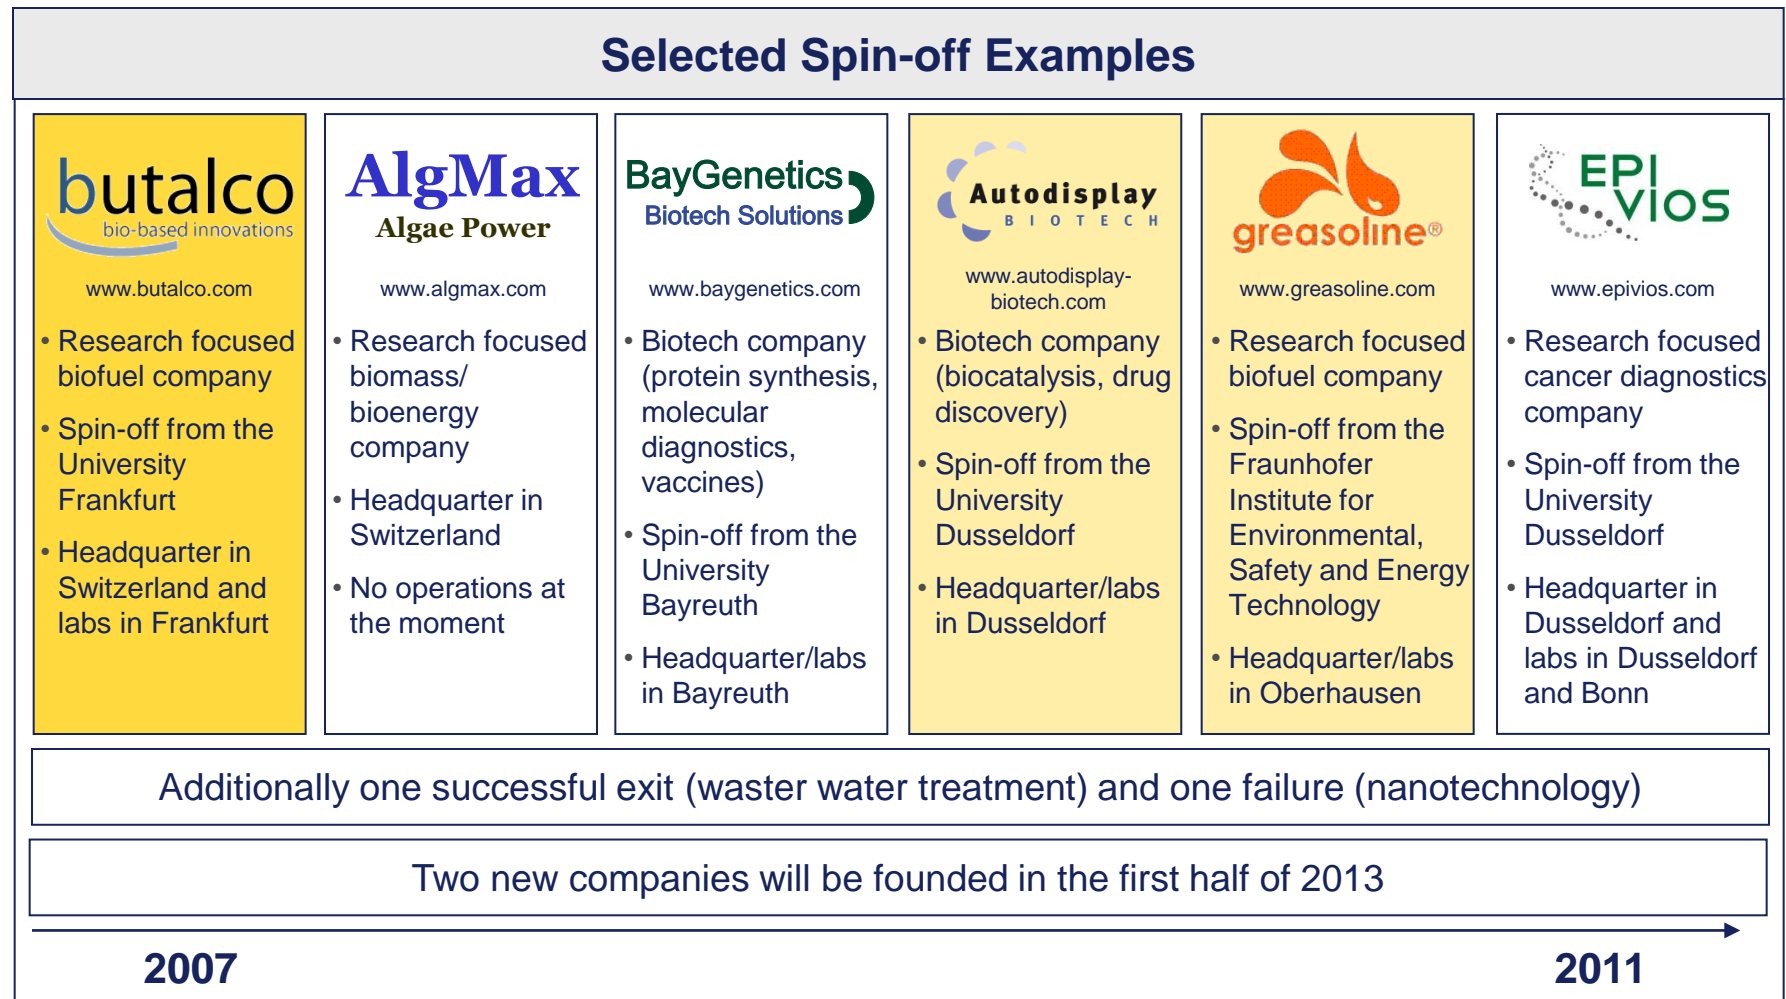 Selected Spin-off Examples
butalco
bio-based innovations
www.butalco.com
• Research focused
biofuel company
• Spin-off from the
University
Frankfurt
• Headquarter in
Switzerland and
labs in Frankfurt
AlgMax
Algae Power
www.algmax.com
• Research focused
biomass/
bioenergy
company
• Headquarter in
Switzerland
• No operations at
the moment
BayGenetics
Biotech Solutions
www.baygenetics.com
• Biotech company
(protein synthesis,
molecular
diagnostics,
vaccines)
• Spin-off from the
University
Bayreuth
• Headquarter/labs
in Bayreuth
Autodisplay
BIOTECH
www.autodisplay-
biotech.com
• Biotech company
(biocatalysis, drug
discovery)
• Spin-off from the
University
Dusseldorf
• Headquarter/labs
in Dusseldorf
greasoline®
www.greasoline.com
• Research focused
biofuel company
• Spin-off from the
Fraunhofer
Institute for
Environmental,
Safety and Energy
Technology
• Headquarter/labs
in Oberhausen
EPI
VIOS
www.epivios.com
• Research focused
cancer diagnostics
company
• Spin-off from the
University
Dusseldorf
• Headquarter in
Dusseldorf and
labs in Dusseldorf
and Bonn
Additionally one successful exit (waster water treatment) and one failure (nanotechnology)
Two new companies will be founded in the first half of 2013
2007
2011